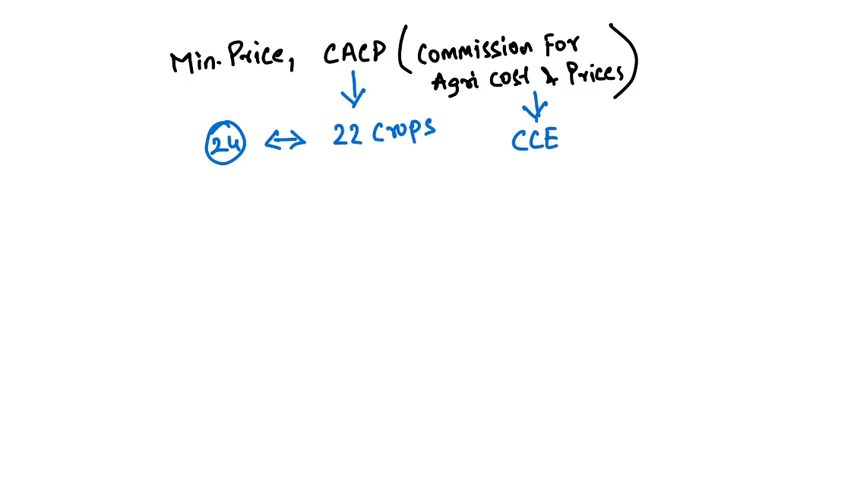 Min. Price, CACP (Commission For
Agri Cost & Prices)
24 ↔ 22 Crops CCE